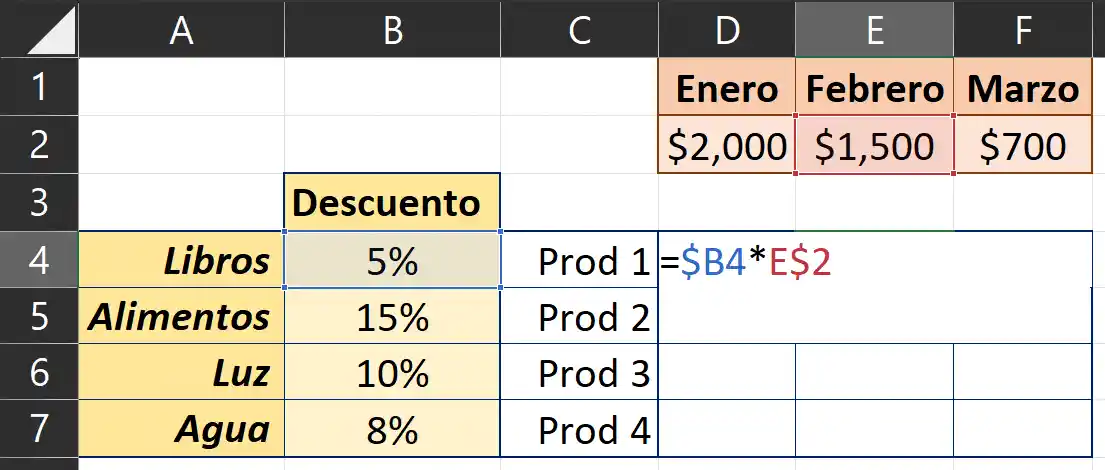 A B C D E F
1 Enero Febrero Marzo
2 $2,000 $1,500 $700
3 Descuento
4 Libros 5% Prod 1 =$B4*E$2
5 Alimentos 15% Prod 2
6 Luz 10% Prod 3
7 Agua 8% Prod 4